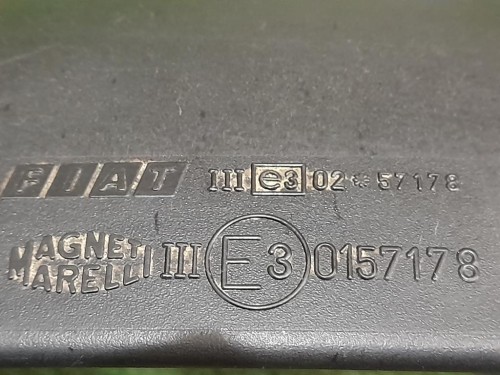 FIAT III e3 02*57178
MAGNETI
MARELLI III E3 0157178